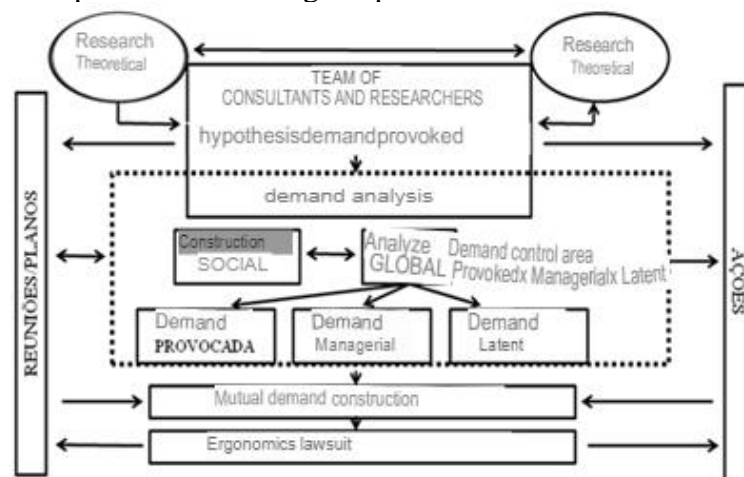 Research
Theoretical
Research
Theoretical
TEAM OF
CONSULTANTS AND RESEARCHERS
hypothesisdemandprovoked
demand analysis
Construction
SOCIAL
Analyze
GLOBAL
Demand control area
Provokedx Managerialx Latent
Demand
PROVOCADA
Demand
Managerial
Demand
Latent
Mutual demand construction
Ergonomics lawsuit
REUNIÕES/PLANOS
AÇÕES